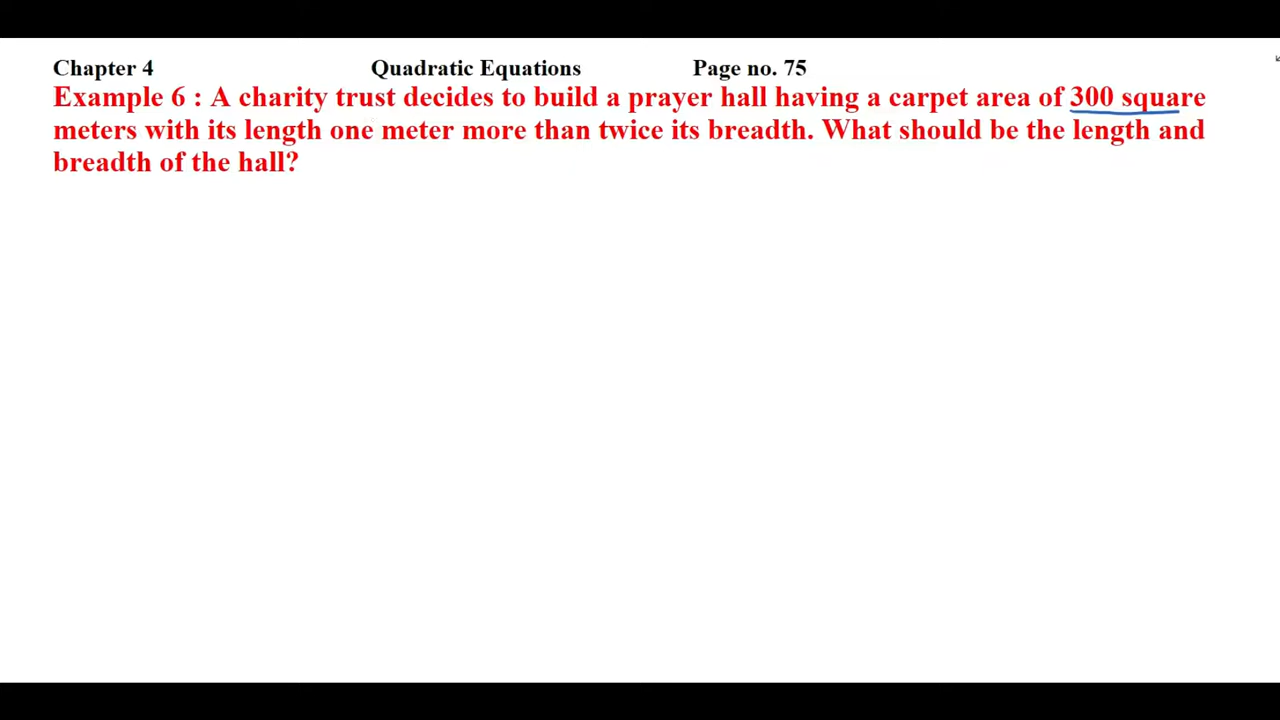 Chapter 4 Quadratic Equations Page no. 75
Example 6 : A charity trust decides to build a prayer hall having a carpet area of 300 square
meters with its length one meter more than twice its breadth. What should be the length and
breadth of the hall?